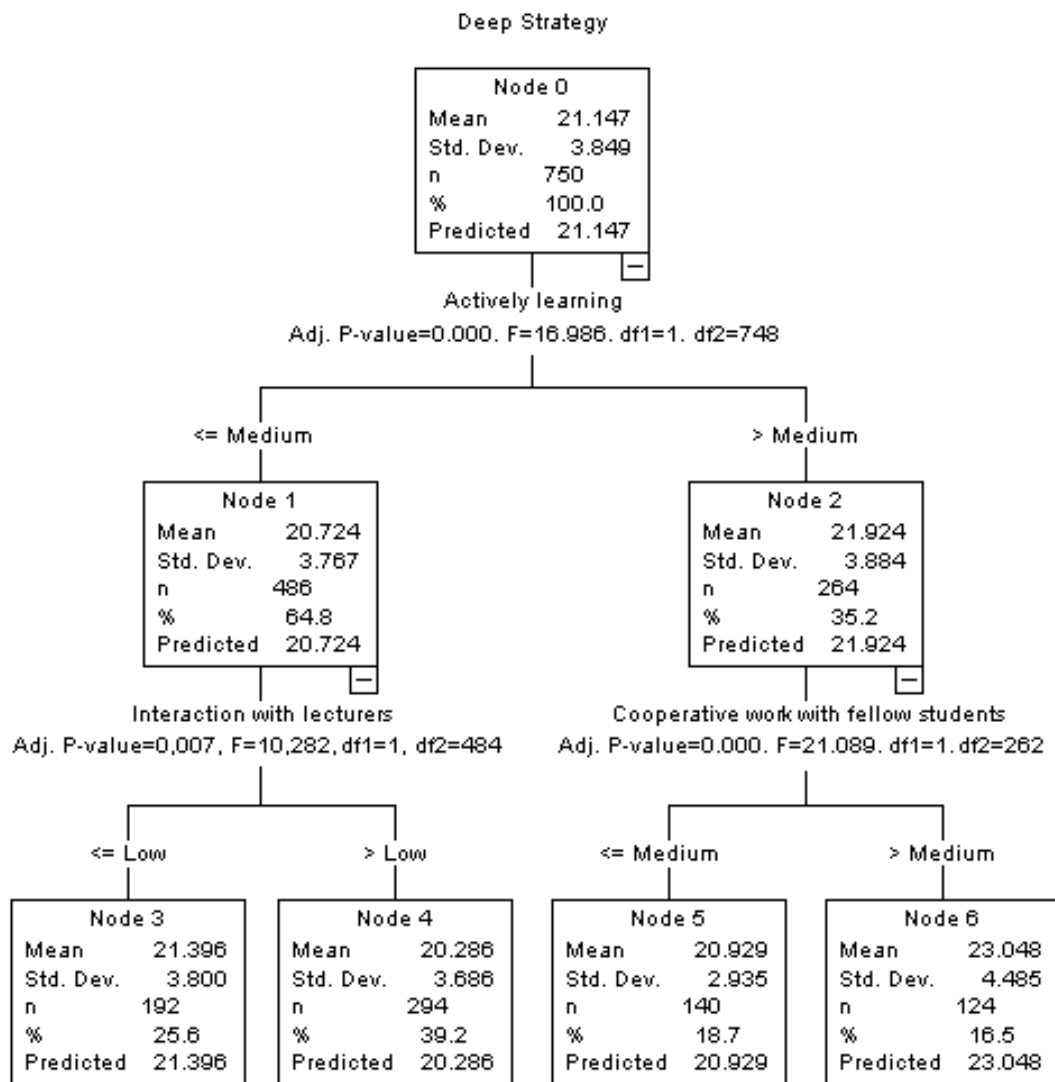 Deep Strategy
Node 0
Mean 21.147
Std. Dev. 3.849
n 750
% 100.0
Predicted 21.147
Actively learning
Adj. P-value=0.000. F=16.986. df1=1. df2=748
<= Medium
> Medium
Node 1
Mean 20.724
Std. Dev. 3.767
n 486
% 64.8
Predicted 20.724
Node 2
Mean 21.924
Std. Dev. 3.884
n 264
% 35.2
Predicted 21.924
Interaction with lecturers
Adj. P-value=0,007, F=10,282, df1=1, df2=484
Cooperative work with fellow students
Adj. P-value=0.000. F=21.089. df1=1. df2=262
<= Low
> Low
<= Medium
> Medium
Node 3
Mean 21.396
Std. Dev. 3.800
n 192
% 25.6
Predicted 21.396
Node 4
Mean 20.286
Std. Dev. 3.686
n 294
% 39.2
Predicted 20.286
Node 5
Mean 20.929
Std. Dev. 2.935
n 140
% 18.7
Predicted 20.929
Node 6
Mean 23.048
Std. Dev. 4.485
n 124
% 16.5
Predicted 23.048